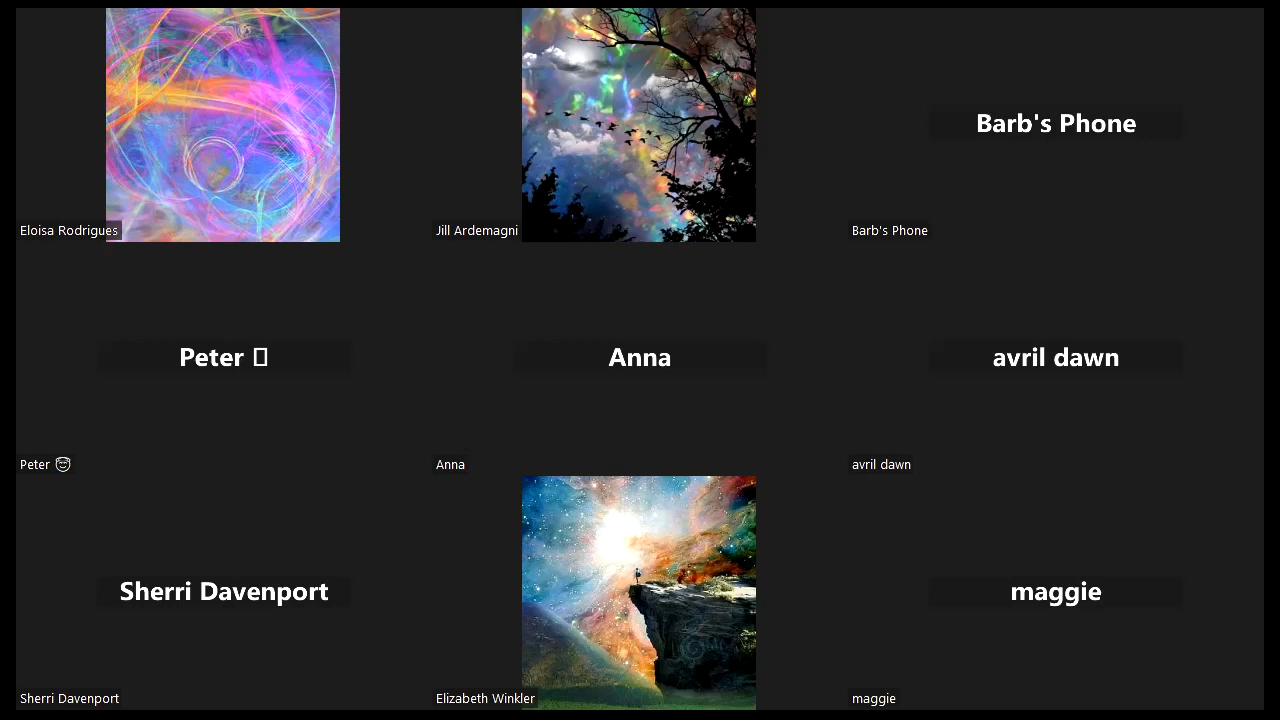 Eloisa Rodrigues
Jill Ardemagni
Barb's Phone
Barb's Phone
Peter
Peter 😇
Anna
Anna
avril dawn
avril dawn
Sherri Davenport
Sherri Davenport
Elizabeth Winkler
maggie
maggie